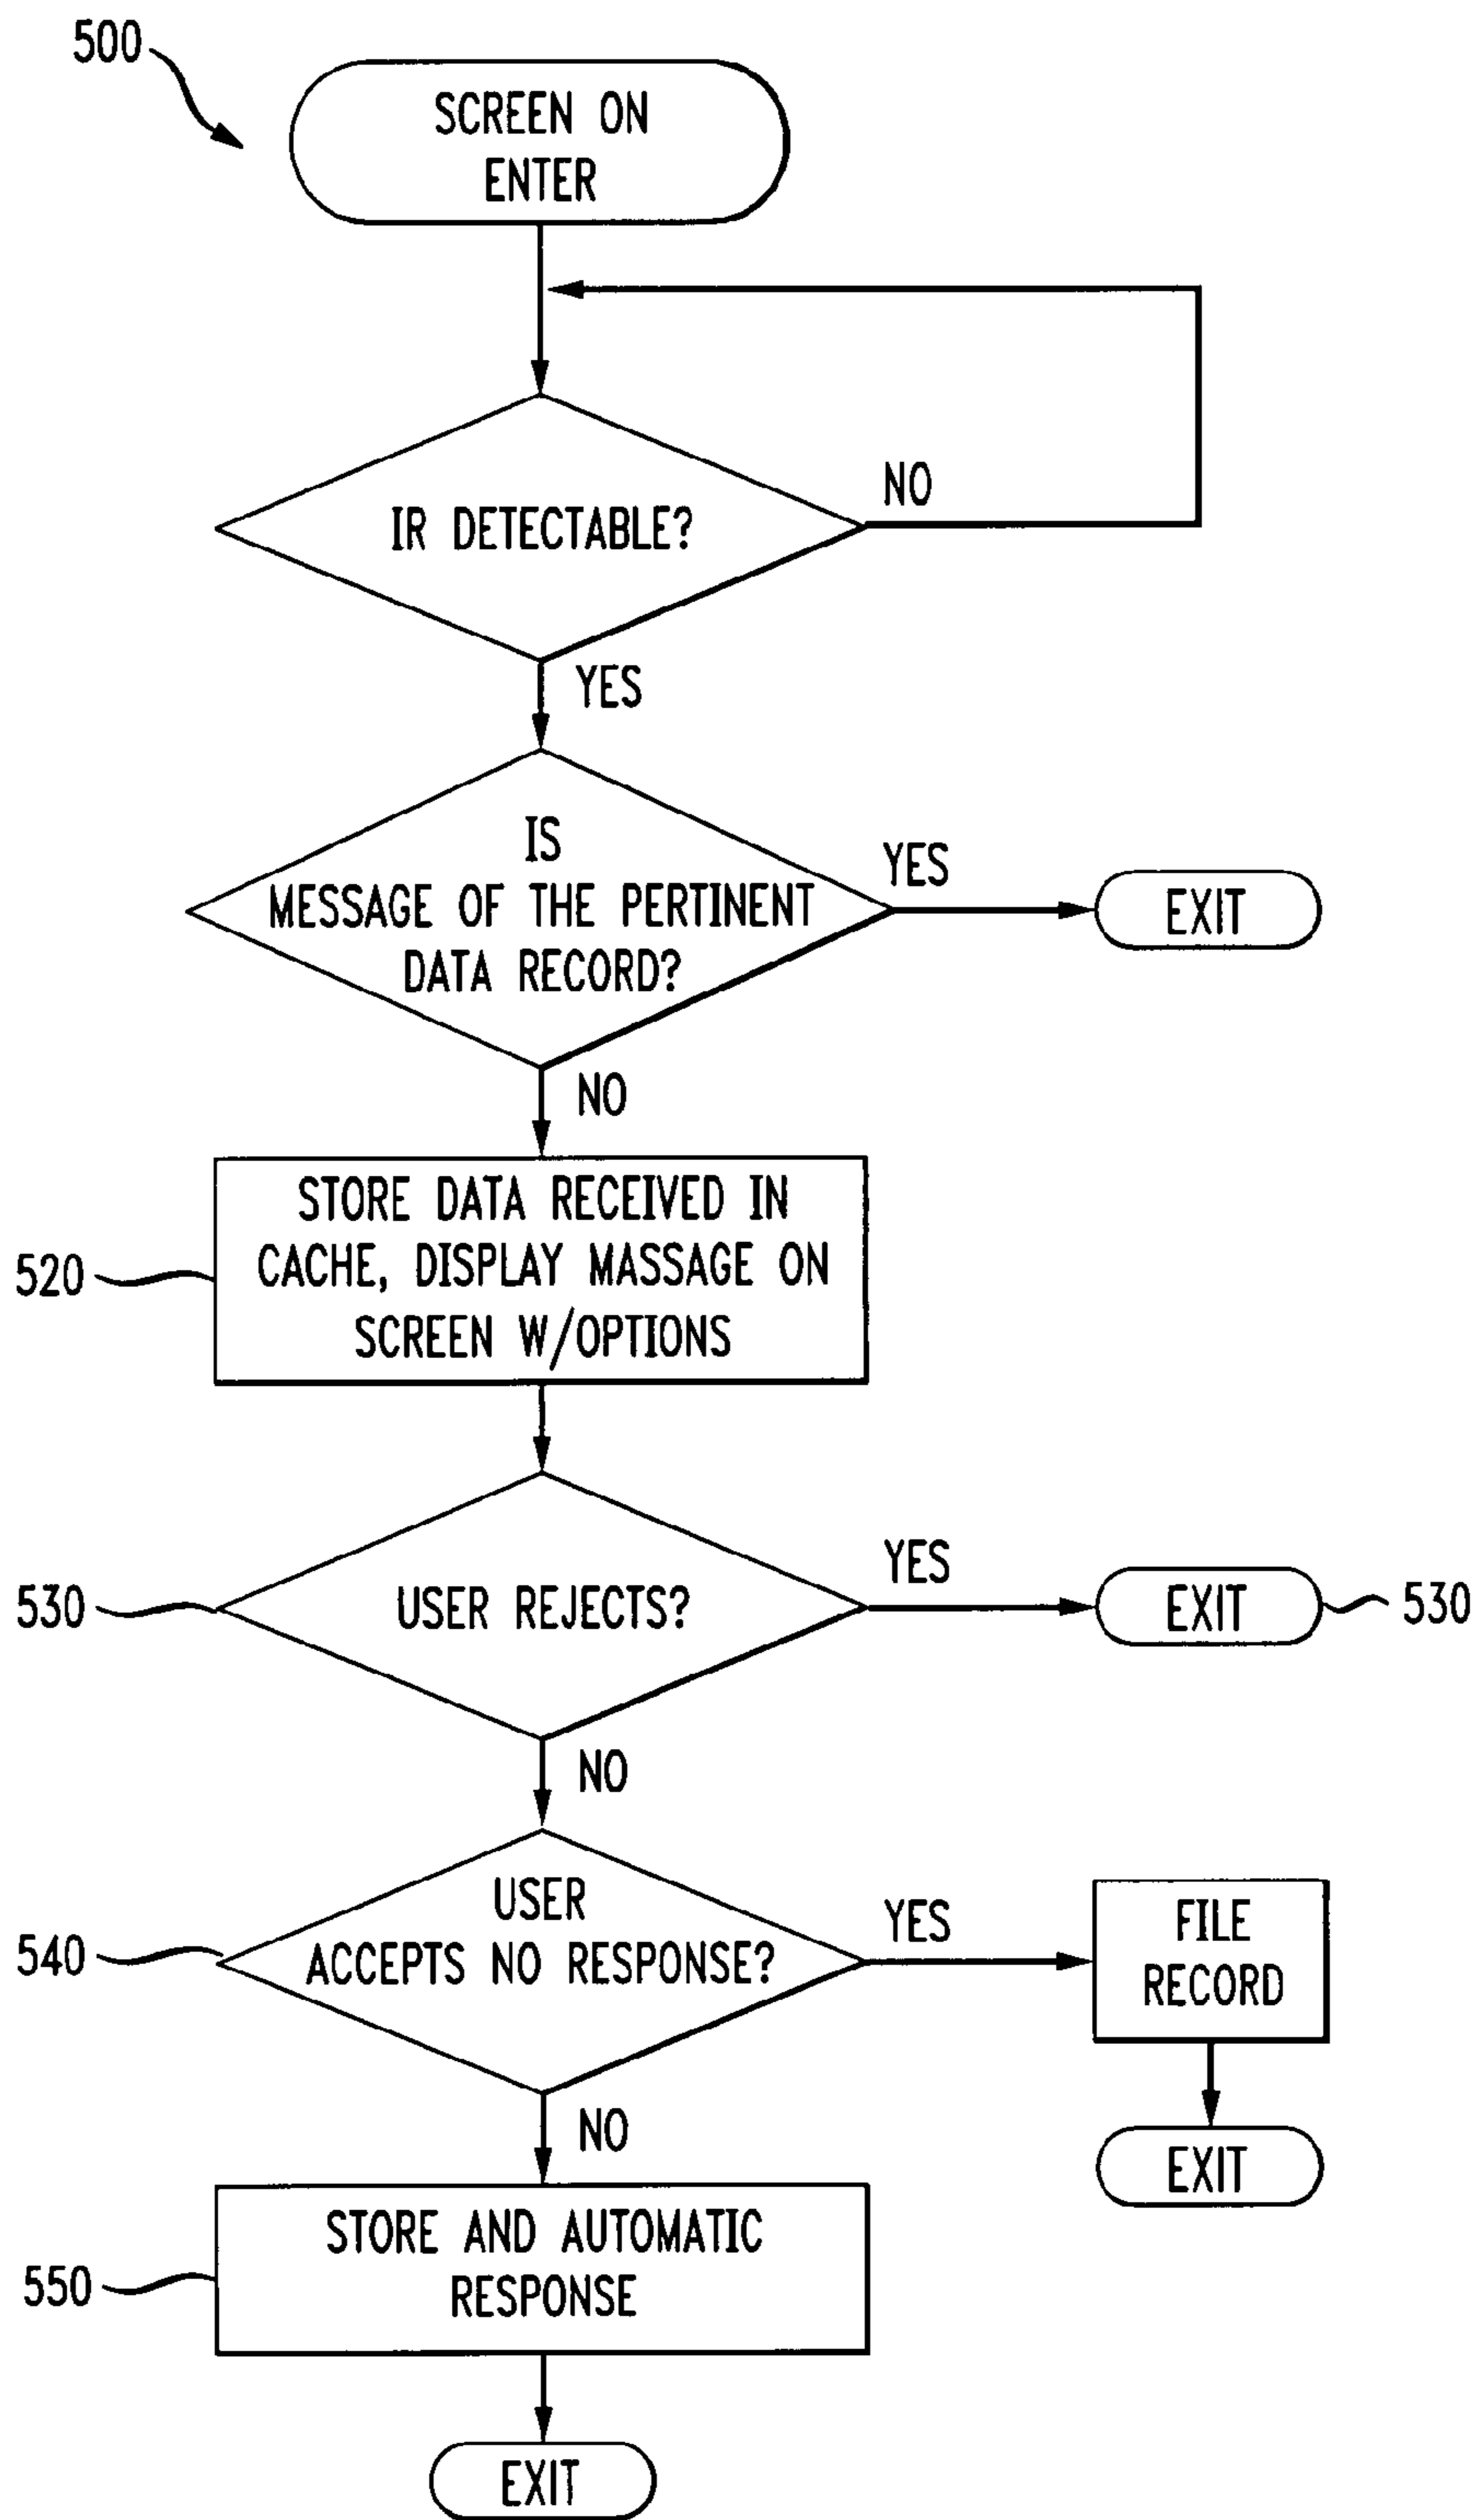 500
SCREEN ON
ENTER
IR DETECTABLE?
NO
YES
IS
MESSAGE OF THE PERTINENT
DATA RECORD?
YES
EXIT
NO
520
STORE DATA RECEIVED IN
CACHE, DISPLAY MASSAGE ON
SCREEN W/OPTIONS
530
USER REJECTS?
YES
EXIT
530
NO
540
USER
ACCEPTS NO RESPONSE?
YES
FILE
RECORD
EXIT
NO
550
STORE AND AUTOMATIC
RESPONSE
EXIT